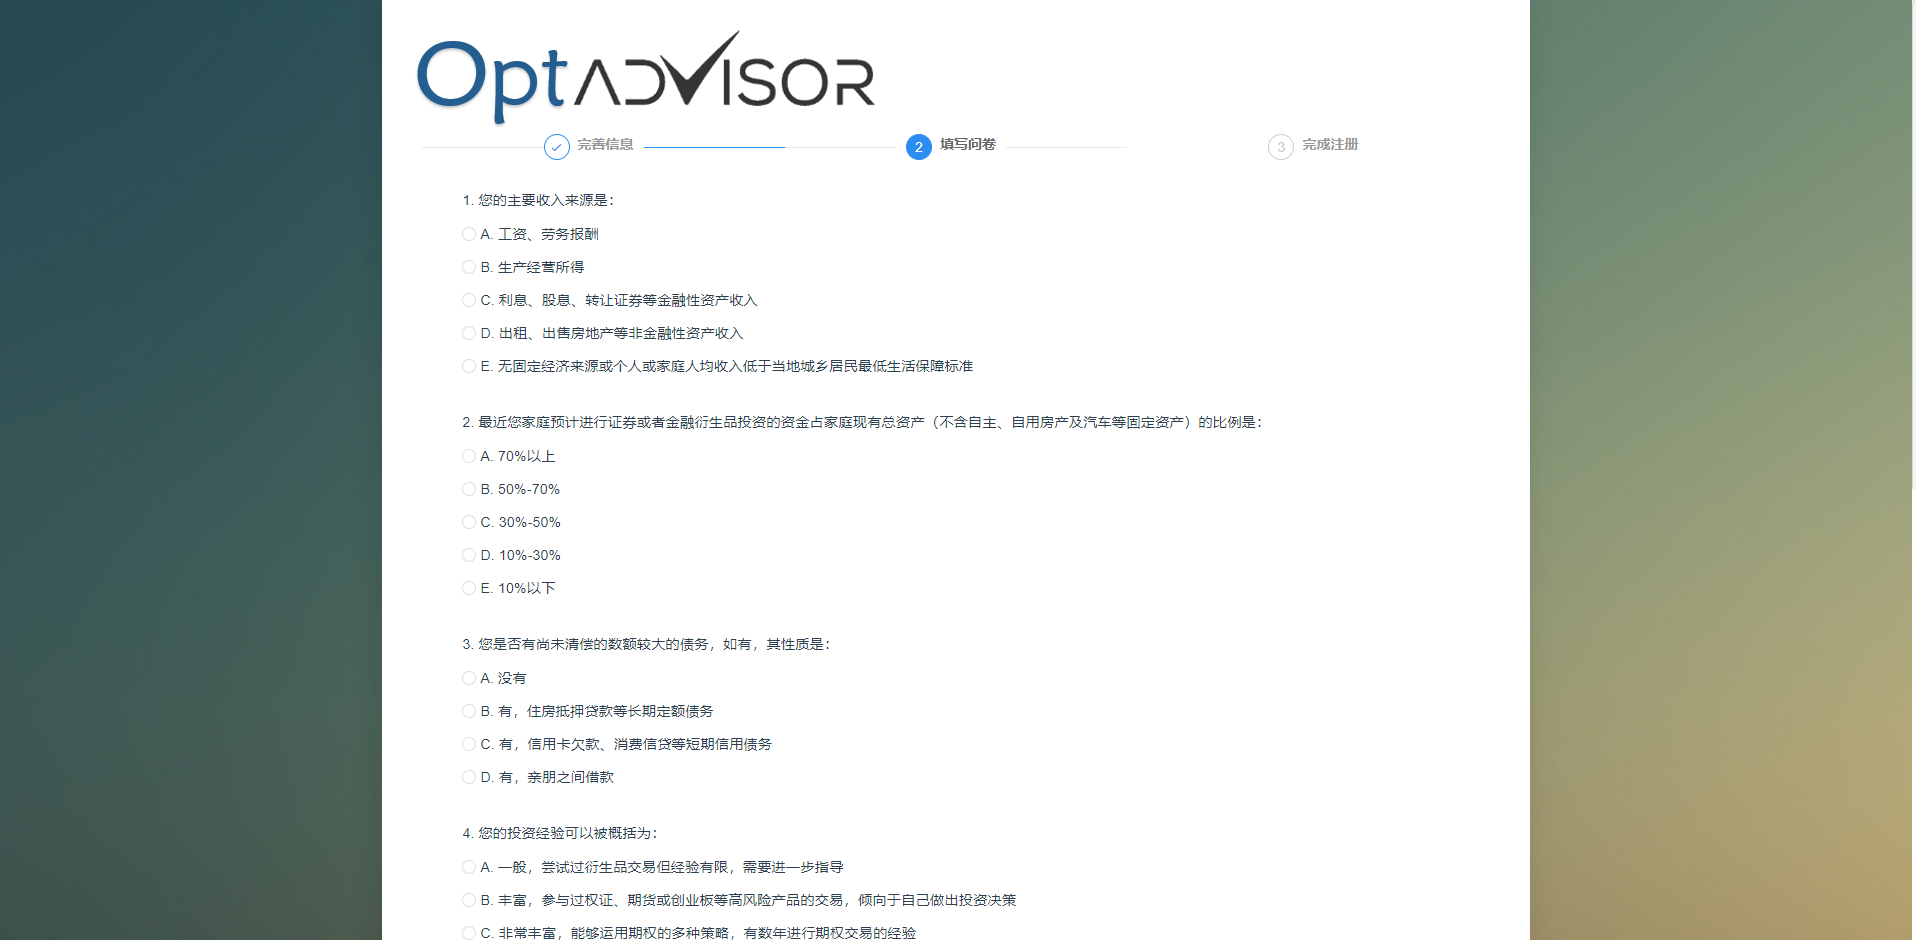 OptADVISOR
完善信息
2 填写问卷
3 完成注册
1. 您的主要收入来源是：
A. 工资、劳务报酬
B. 生产经营所得
C. 利息、股息、转让证券等金融性资产收入
D. 出租、出售房地产等非金融性资产收入
E. 无固定经济来源或个人或家庭人均收入低于当地城乡居民最低生活保障标准
2. 最近您家庭预计进行证券或者金融衍生品投资的资金占家庭现有总资产（不含自主、自用房产及汽车等固定资产）的比例是：
A. 70%以上
B. 50%-70%
C. 30%-50%
D. 10%-30%
E. 10%以下
3. 您是否有尚未清偿的数额较大的债务，如有，其性质是：
A. 没有
B. 有，住房抵押贷款等长期定额债务
C. 有，信用卡欠款、消费信贷等短期信用债务
D. 有，亲朋之间借款
4. 您的投资经验可以被概括为：
A. 一般，尝试过衍生品交易但经验有限，需要进一步指导
B. 丰富，参与过权证、期货或创业板等高风险产品的交易，倾向于自己做出投资决策
C. 非常丰富，能够运用期权的多种策略，有数年进行期权交易的经验